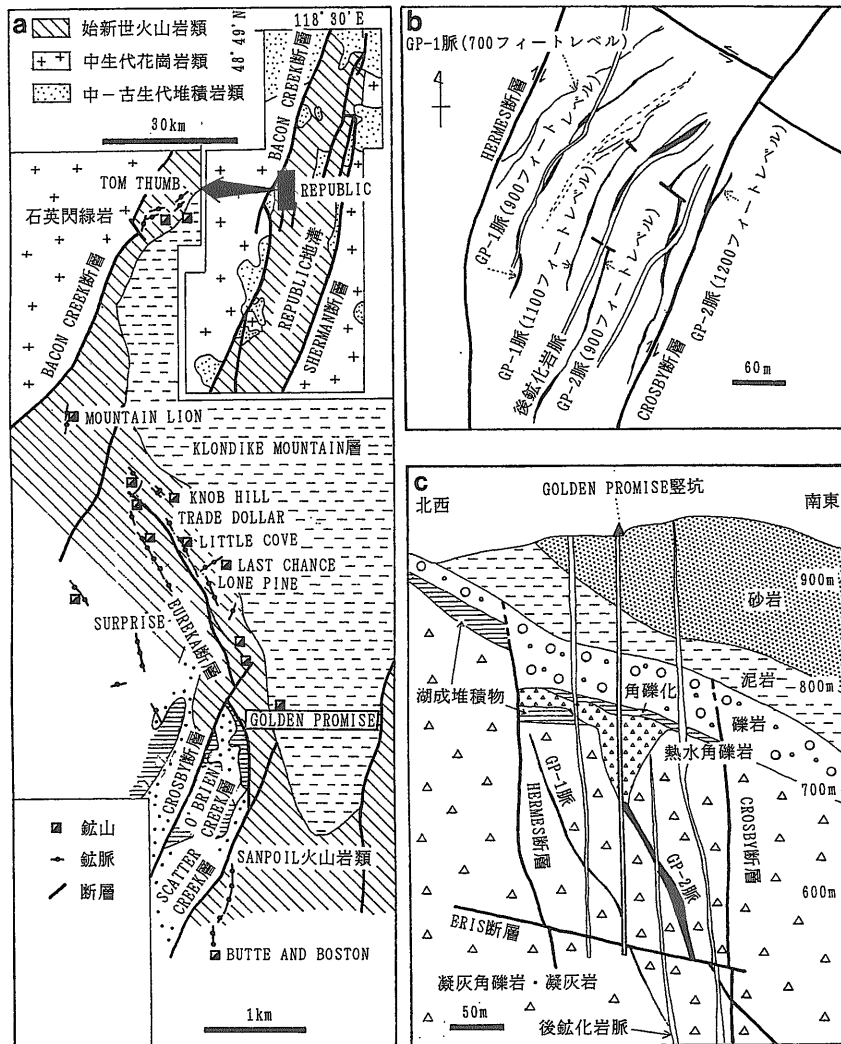 a
始新世火山岩類
中生代花崗岩類
中－古生代堆積岩類
30km
118° 30'E
48° 49'N
BACON CREEK断層
REPUBLIC
REPUBLIC地溝
SHERMAN断層
TOM THUMB
石英閃緑岩
BACON CREEK断層
MOUNTAIN LION
KLONDIKE MOUNTAIN層
KNOB HILL
TRADE DOLLAR
LITTLE COVE
LAST CHANCE
LONE PINE
SURPRISE
EUREKA断層
GOLDEN PROMISE
CROSBY断層
O'BRIEN
CREEK層
SCATTER
CREEK層
SANPOIL火山岩類
BUTTE AND BOSTON
鉱山
鉱脈
断層
1km
b
GP-1脈(700フィートレベル)
HERMES断層
GP-1脈(900フィートレベル)
GP-1脈(1100フィートレベル)
後鉱化岩脈
GP-2脈(900フィートレベル)
CROSBY断層
GP-2脈(1200フィートレベル)
60m
c
GOLDEN PROMISE竪坑
北西
南東
900m
砂岩
泥岩
800m
角礫化
湖成堆積物
礫岩
熱水角礫岩
700m
GP-1脈
HERMES断層
GP-2脈
CROSBY断層
600m
ERIS断層
凝灰角礫岩・凝灰岩
50m
後鉱化岩脈